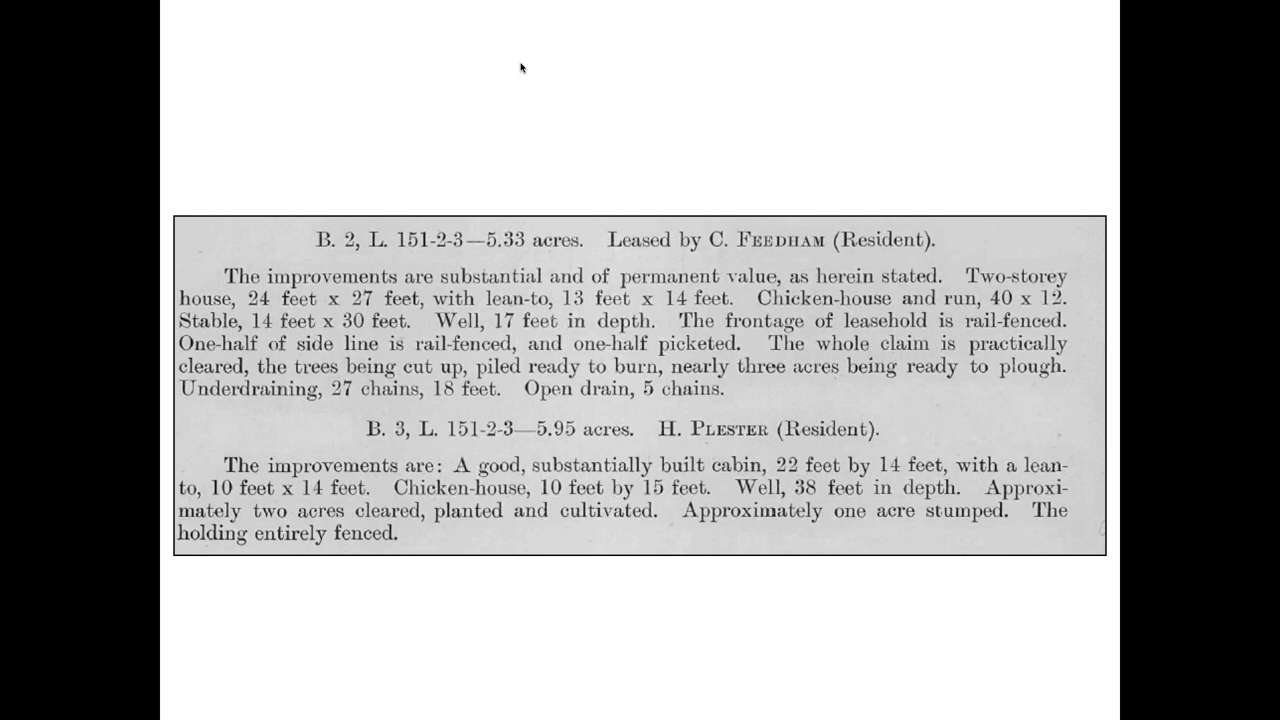 B. 2, L. 151-2-3—5.33 acres. Leased by C. FEEDHAM (Resident).
The improvements are substantial and of permanent value, as herein stated. Two-storey
house, 24 feet x 27 feet, with lean-to, 13 feet x 14 feet. Chicken-house and run, 40 x 12.
Stable, 14 feet x 30 feet. Well, 17 feet in depth. The frontage of leasehold is rail-fenced.
One-half of side line is rail-fenced, and one-half picketed. The whole claim is practically
cleared, the trees being cut up, piled ready to burn, nearly three acres being ready to plough.
Underdraining, 27 chains, 18 feet. Open drain, 5 chains.
B. 3, L. 151-2-3—5.95 acres. H. PLESTER (Resident).
The improvements are: A good, substantially built cabin, 22 feet by 14 feet, with a lean-
to, 10 feet x 14 feet. Chicken-house, 10 feet by 15 feet. Well, 38 feet in depth. Approxi-
mately two acres cleared, planted and cultivated. Approximately one acre stumped. The
holding entirely fenced.